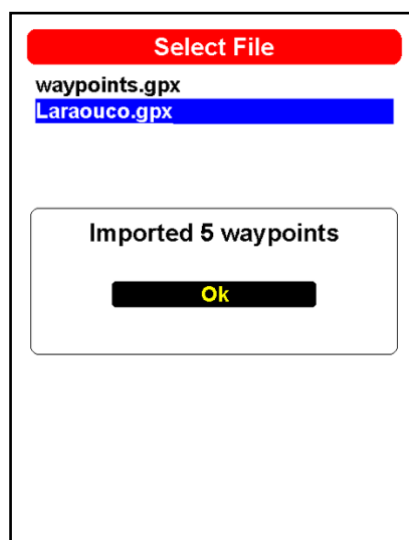 Select File
waypoints.gpx
Laraouco.gpx
Imported 5 waypoints
Ok